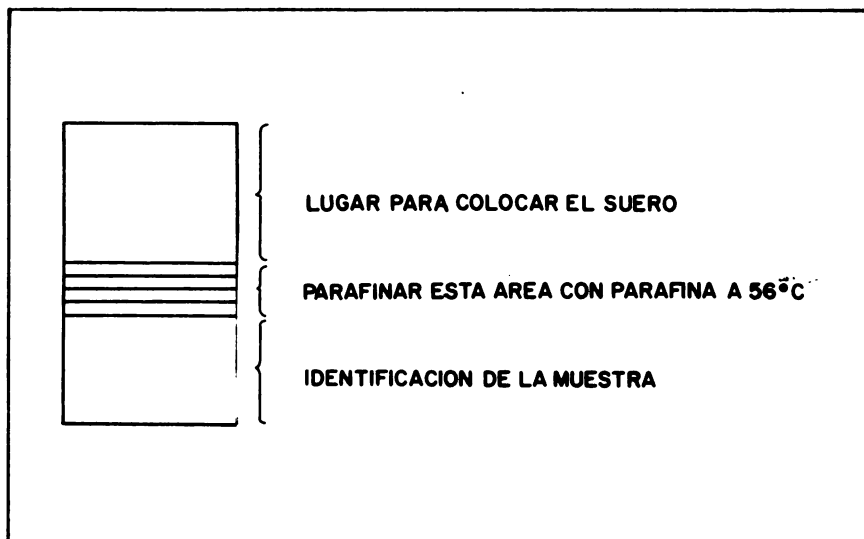 LUGAR PARA COLOCAR EL SUERO
PARAFINAR ESTA AREA CON PARAFINA A 56°C
IDENTIFICACION DE LA MUESTRA